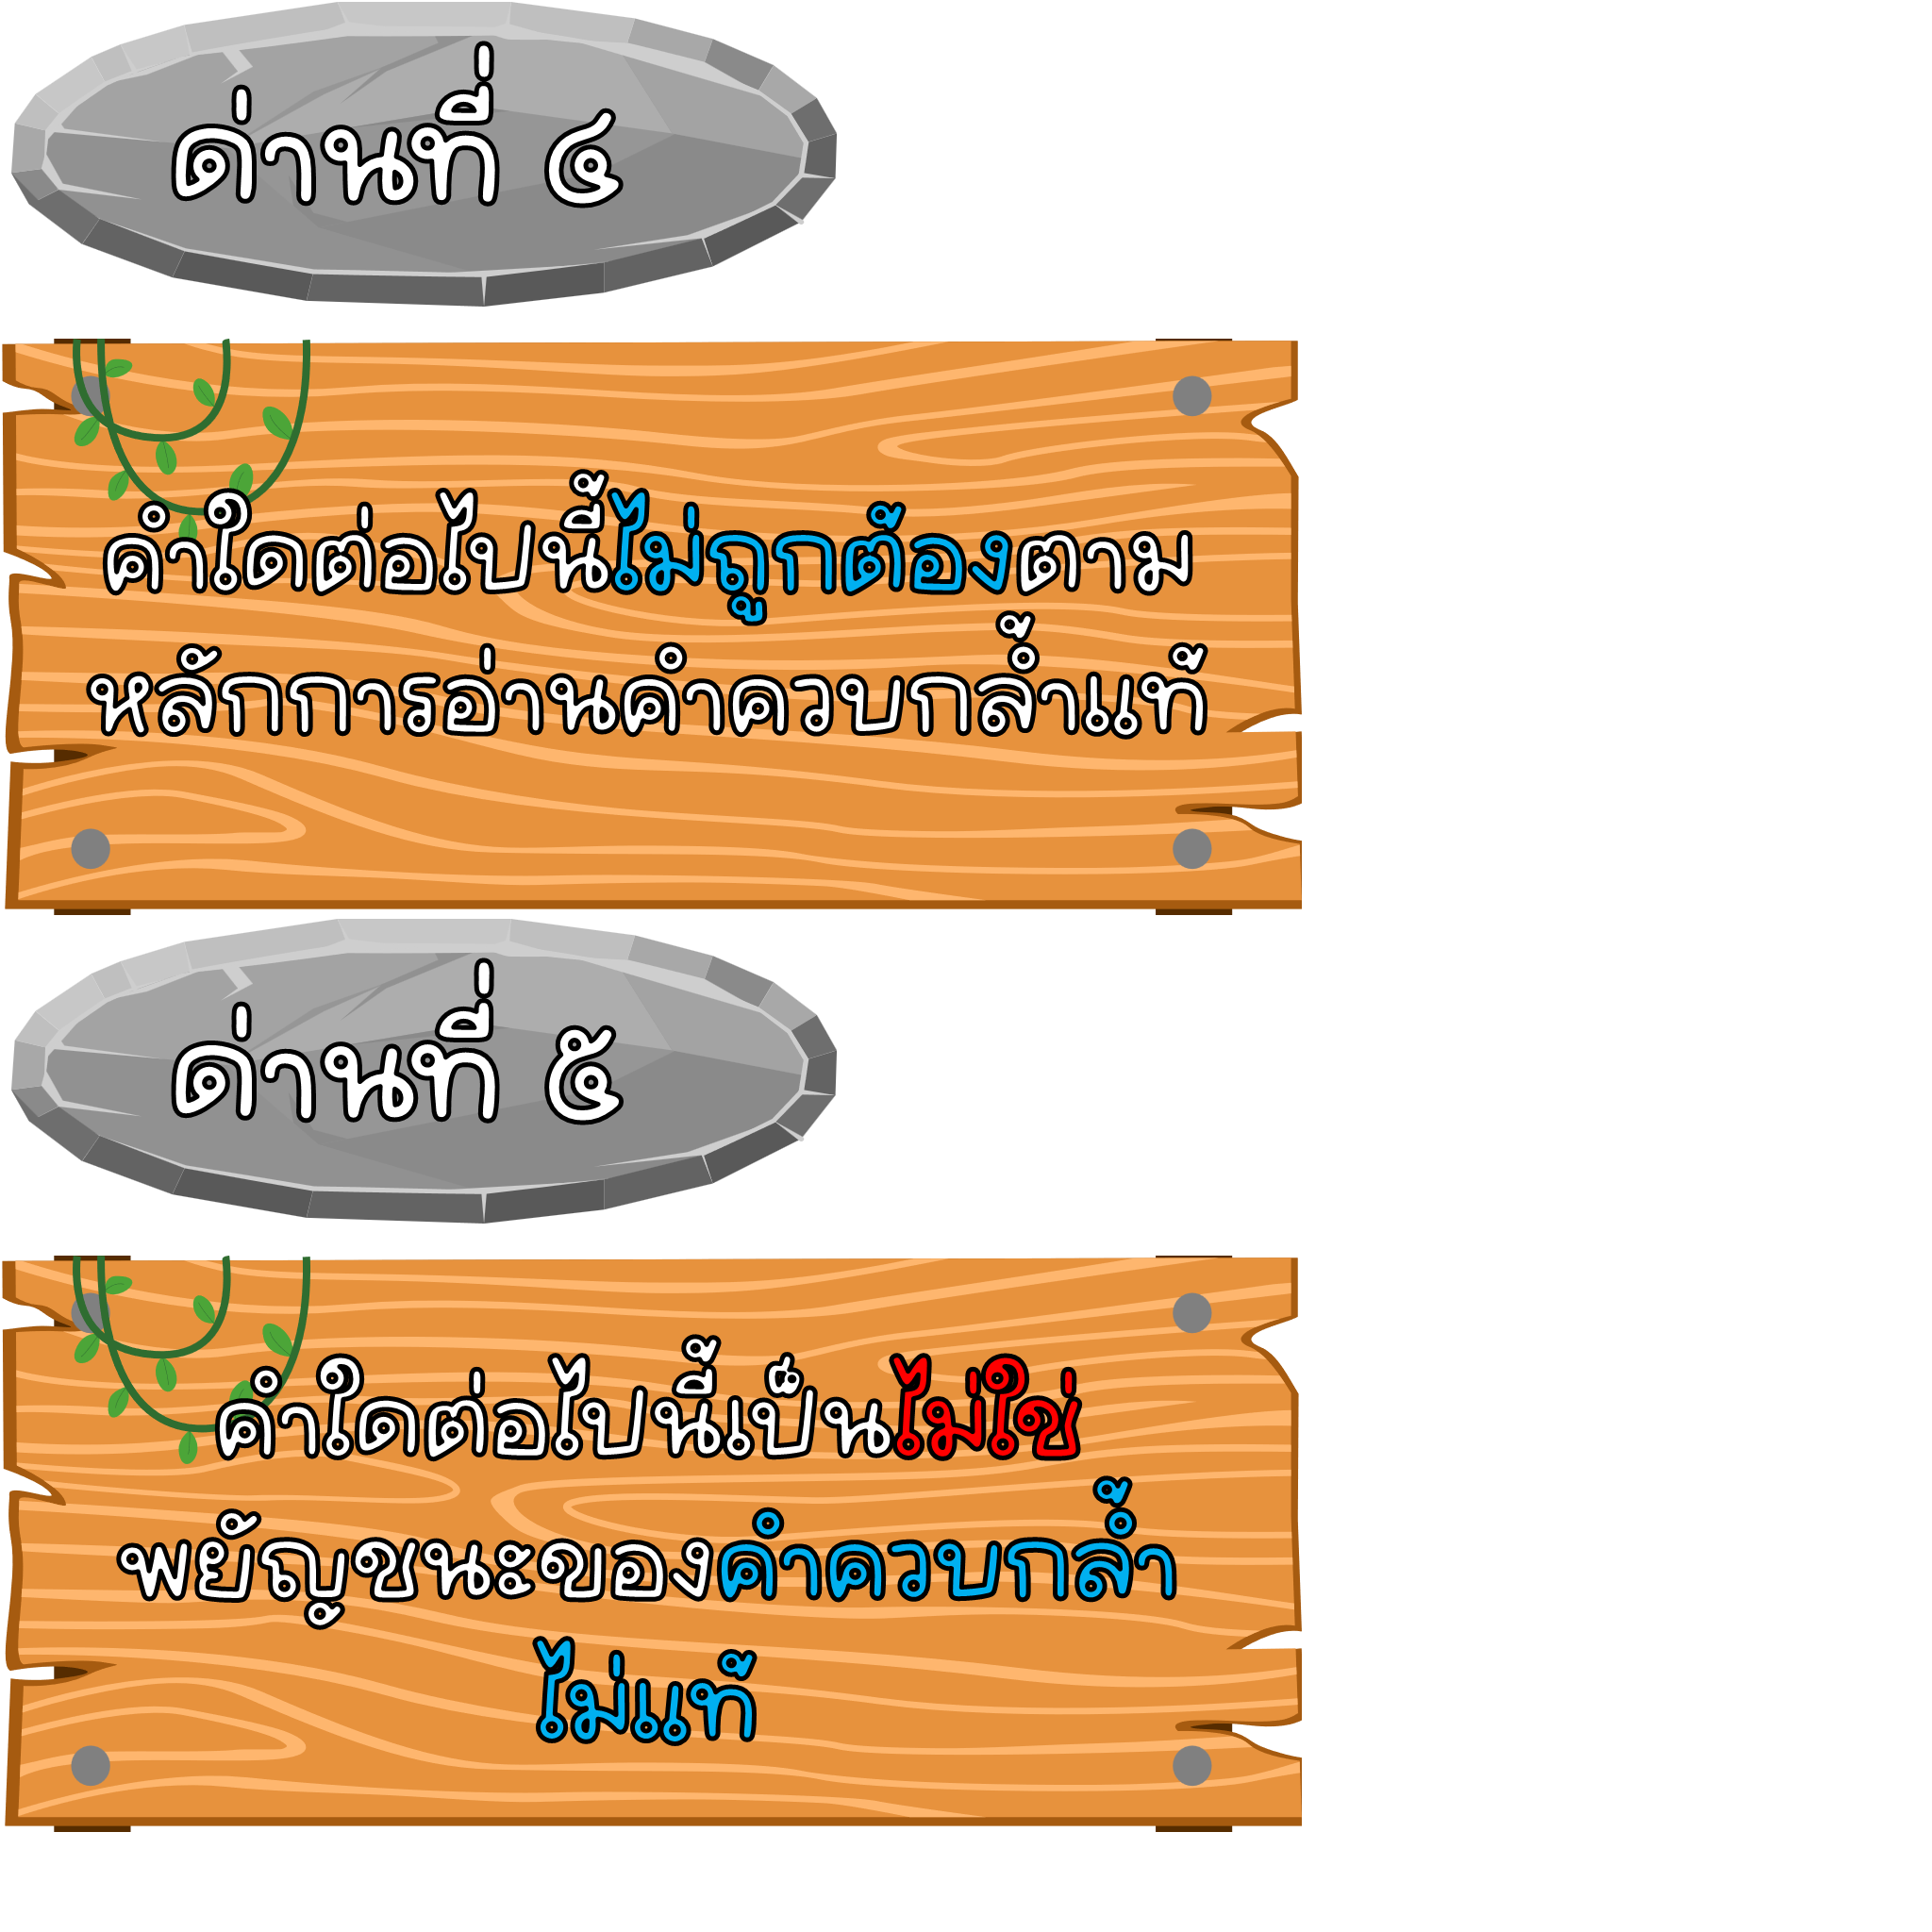 ด่านที่ ๔
คำใดต่อไปนี้ไม่ถูกต้องตาม
หลักการอ่านคำควบกล้ำแท้
ด่านที่ ๕
คำใดต่อไปนี้เป็นไม่ใช่
พยัญชนะของคำควบกล้ำ
ไม่แท้